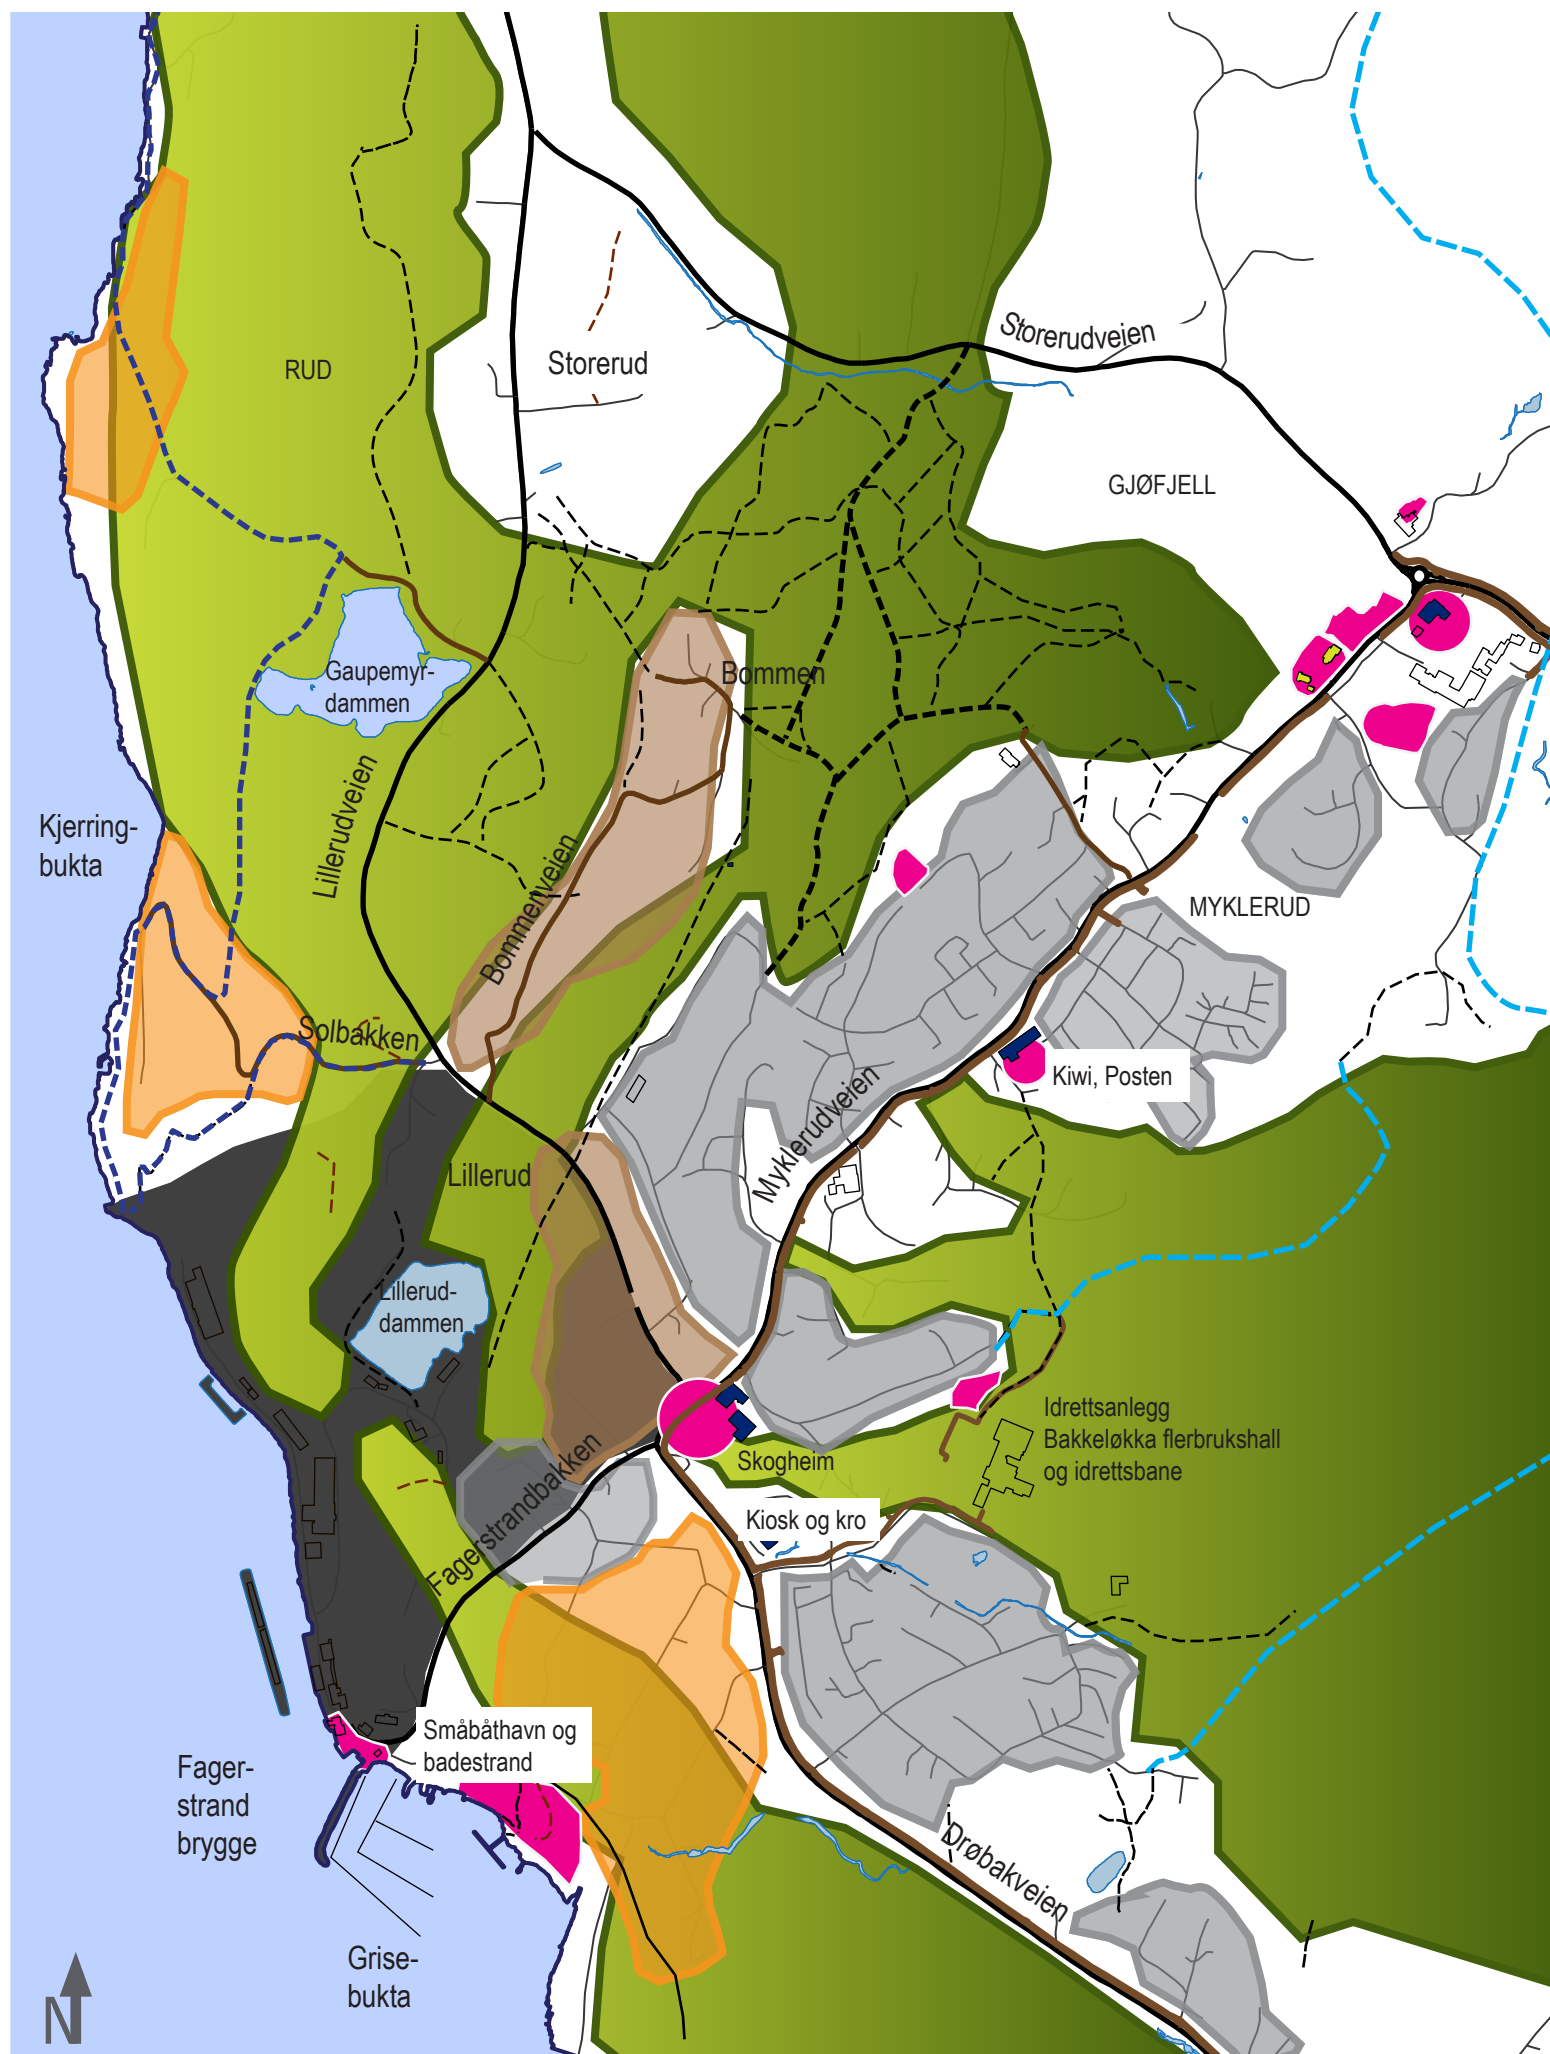 Storerudveien
Storerud
RUD
GJØFJELL
Gaupemyr-
dammen
Bommen
Lillerudveien
Kjerring-
bukta
Bommenveien
MYKLERUD
Solbakken
Kiwi, Posten
Myklerudveien
Lillerud
Lillerud-
dammen
Idrettsanlegg
Bakkeløkka flerbrukshall
og idrettsbane
Skogheim
Fagerstrandbakken
Kiosk og kro
Småbåthavn og
badestrand
Fager-
strand
brygge
Drøbakveien
Grise-
bukta
N